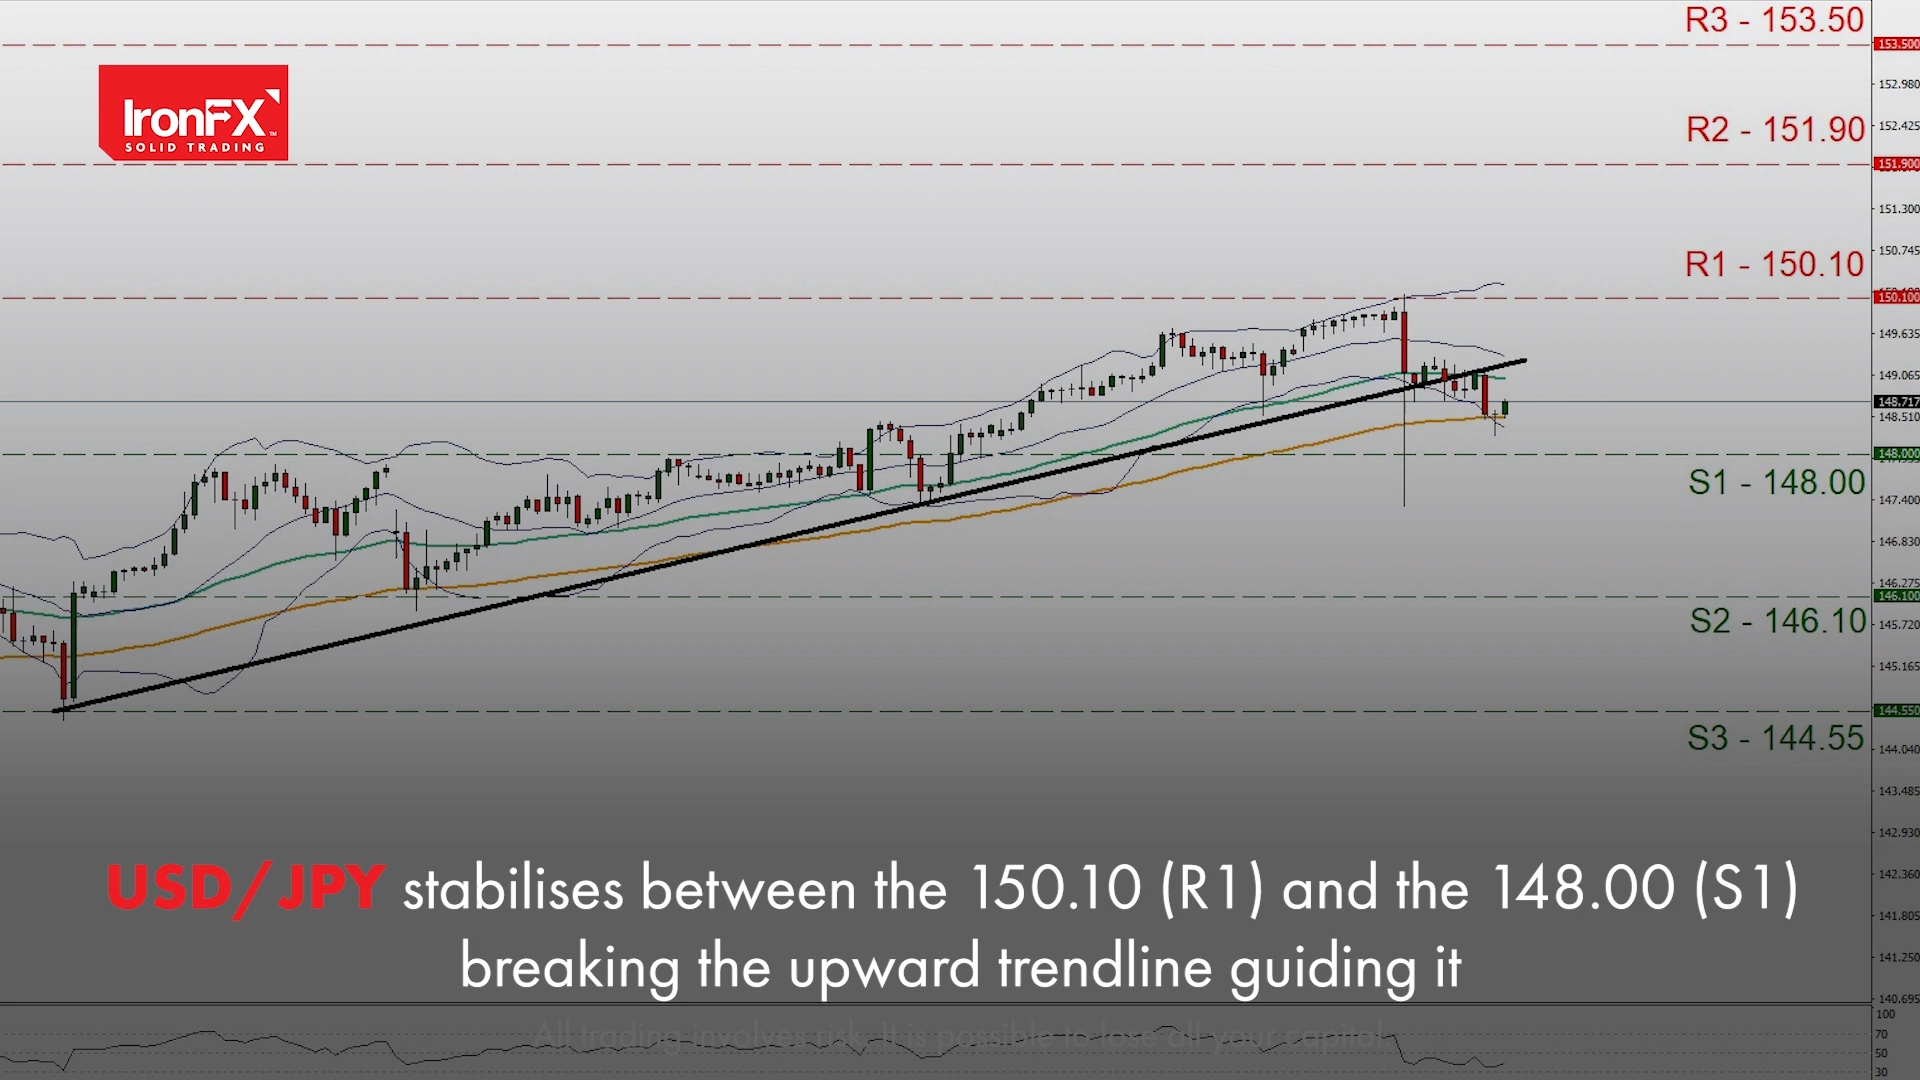 R3 - 153.50
153.500
IronFX
SOLID TRADING
152.980
R2 - 151.90
152.425
151.900
151.300
150.745
R1 - 150.10
150.100
149.635
149.065
148.717
148.510
148.000
S1 - 148.00
147.400
146.830
146.275
146.100
S2 - 146.10
145.720
145.165
144.550
S3 - 144.55
144.040
143.485
142.930
142.360
141.805
141.250
140.695
USD/JPY stabilises between the 150.10 (R1) and the 148.00 (S1)
breaking the upward trendline guiding it
All trading involves risk. It is possible to lose all your capital.
100
70
50
30